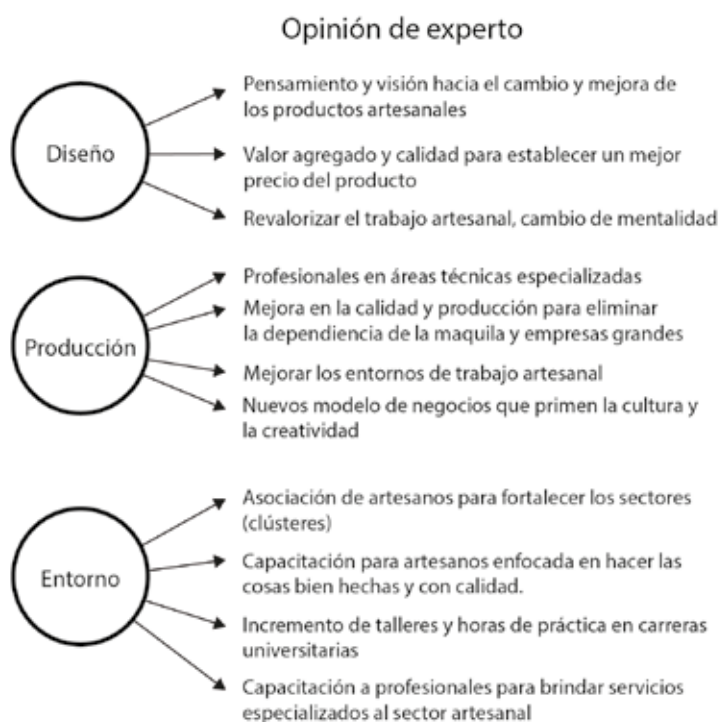 Opinión de experto
Diseño
Pensamiento y visión hacia el cambio y mejora de
los productos artesanales
Valor agregado y calidad para establecer un mejor
precio del producto
Revalorizar el trabajo artesanal, cambio de mentalidad
Producción
Profesionales en áreas técnicas especializadas
Mejora en la calidad y producción para eliminar
la dependiencia de la maquila y empresas grandes
Mejorar los entornos de trabajo artesanal
Nuevos modelo de negocios que primen la cultura y
la creatividad
Entorno
Asociación de artesanos para fortalecer los sectores
(clústeres)
Capacitación para artesanos enfocada en hacer las
cosas bien hechas y con calidad.
Incremento de talleres y horas de práctica en carreras
universitarias
Capacitación a profesionales para brindar servicios
especializados al sector artesanal